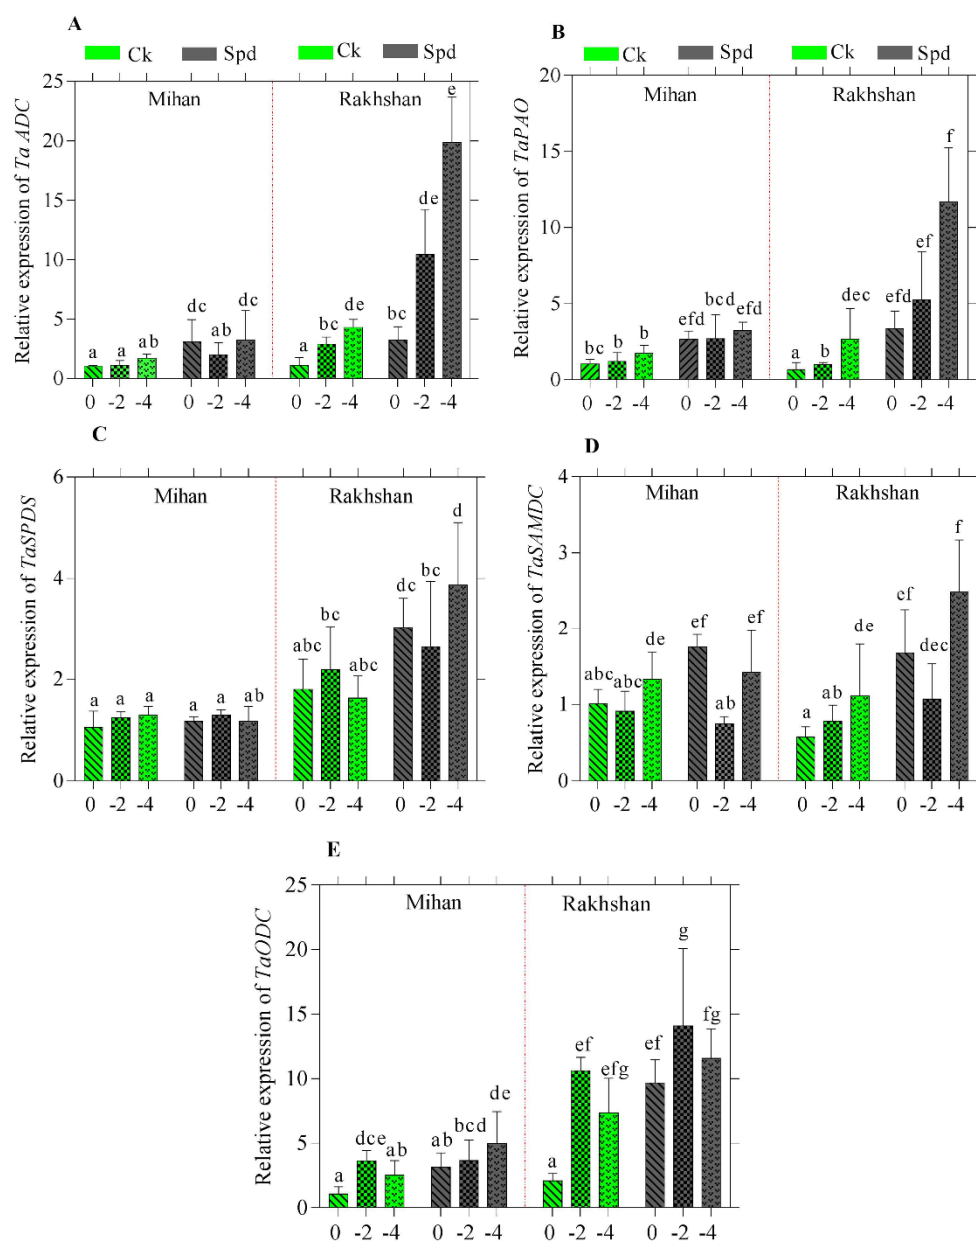 A
Ck Spd Ck Spd
Relative expression of Ta ADC
25
20
15
10
5
0
Mihan Rakhshan
a a ab dc ab dc a bc de bc de e
0 -2 -4 0 -2 -4 0 -2 -4 0 -2 -4
B
Ck Spd Ck Spd
Relative expression of TaPAO
20
15
10
5
0
Mihan Rakhshan
bc b b efd bcd efd a b dec efd ef f
0 -2 -4 0 -2 -4 0 -2 -4 0 -2 -4
C
Relative expression of TaSPDS
6
4
2
0
Mihan Rakhshan
a a a a a ab abc bc abc dc bc d
0 -2 -4 0 -2 -4 0 -2 -4 0 -2 -4
D
Relative expression of TaSAMDC
4
3
2
1
0
Mihan Rakhshan
abc abc de ef ab ef a ab de ef dec f
0 -2 -4 0 -2 -4 0 -2 -4 0 -2 -4
E
Relative expression of TaODC
25
20
15
10
5
0
Mihan Rakhshan
a dce ab ab bcd de a ef efg ef g fg
0 -2 -4 0 -2 -4 0 -2 -4 0 -2 -4